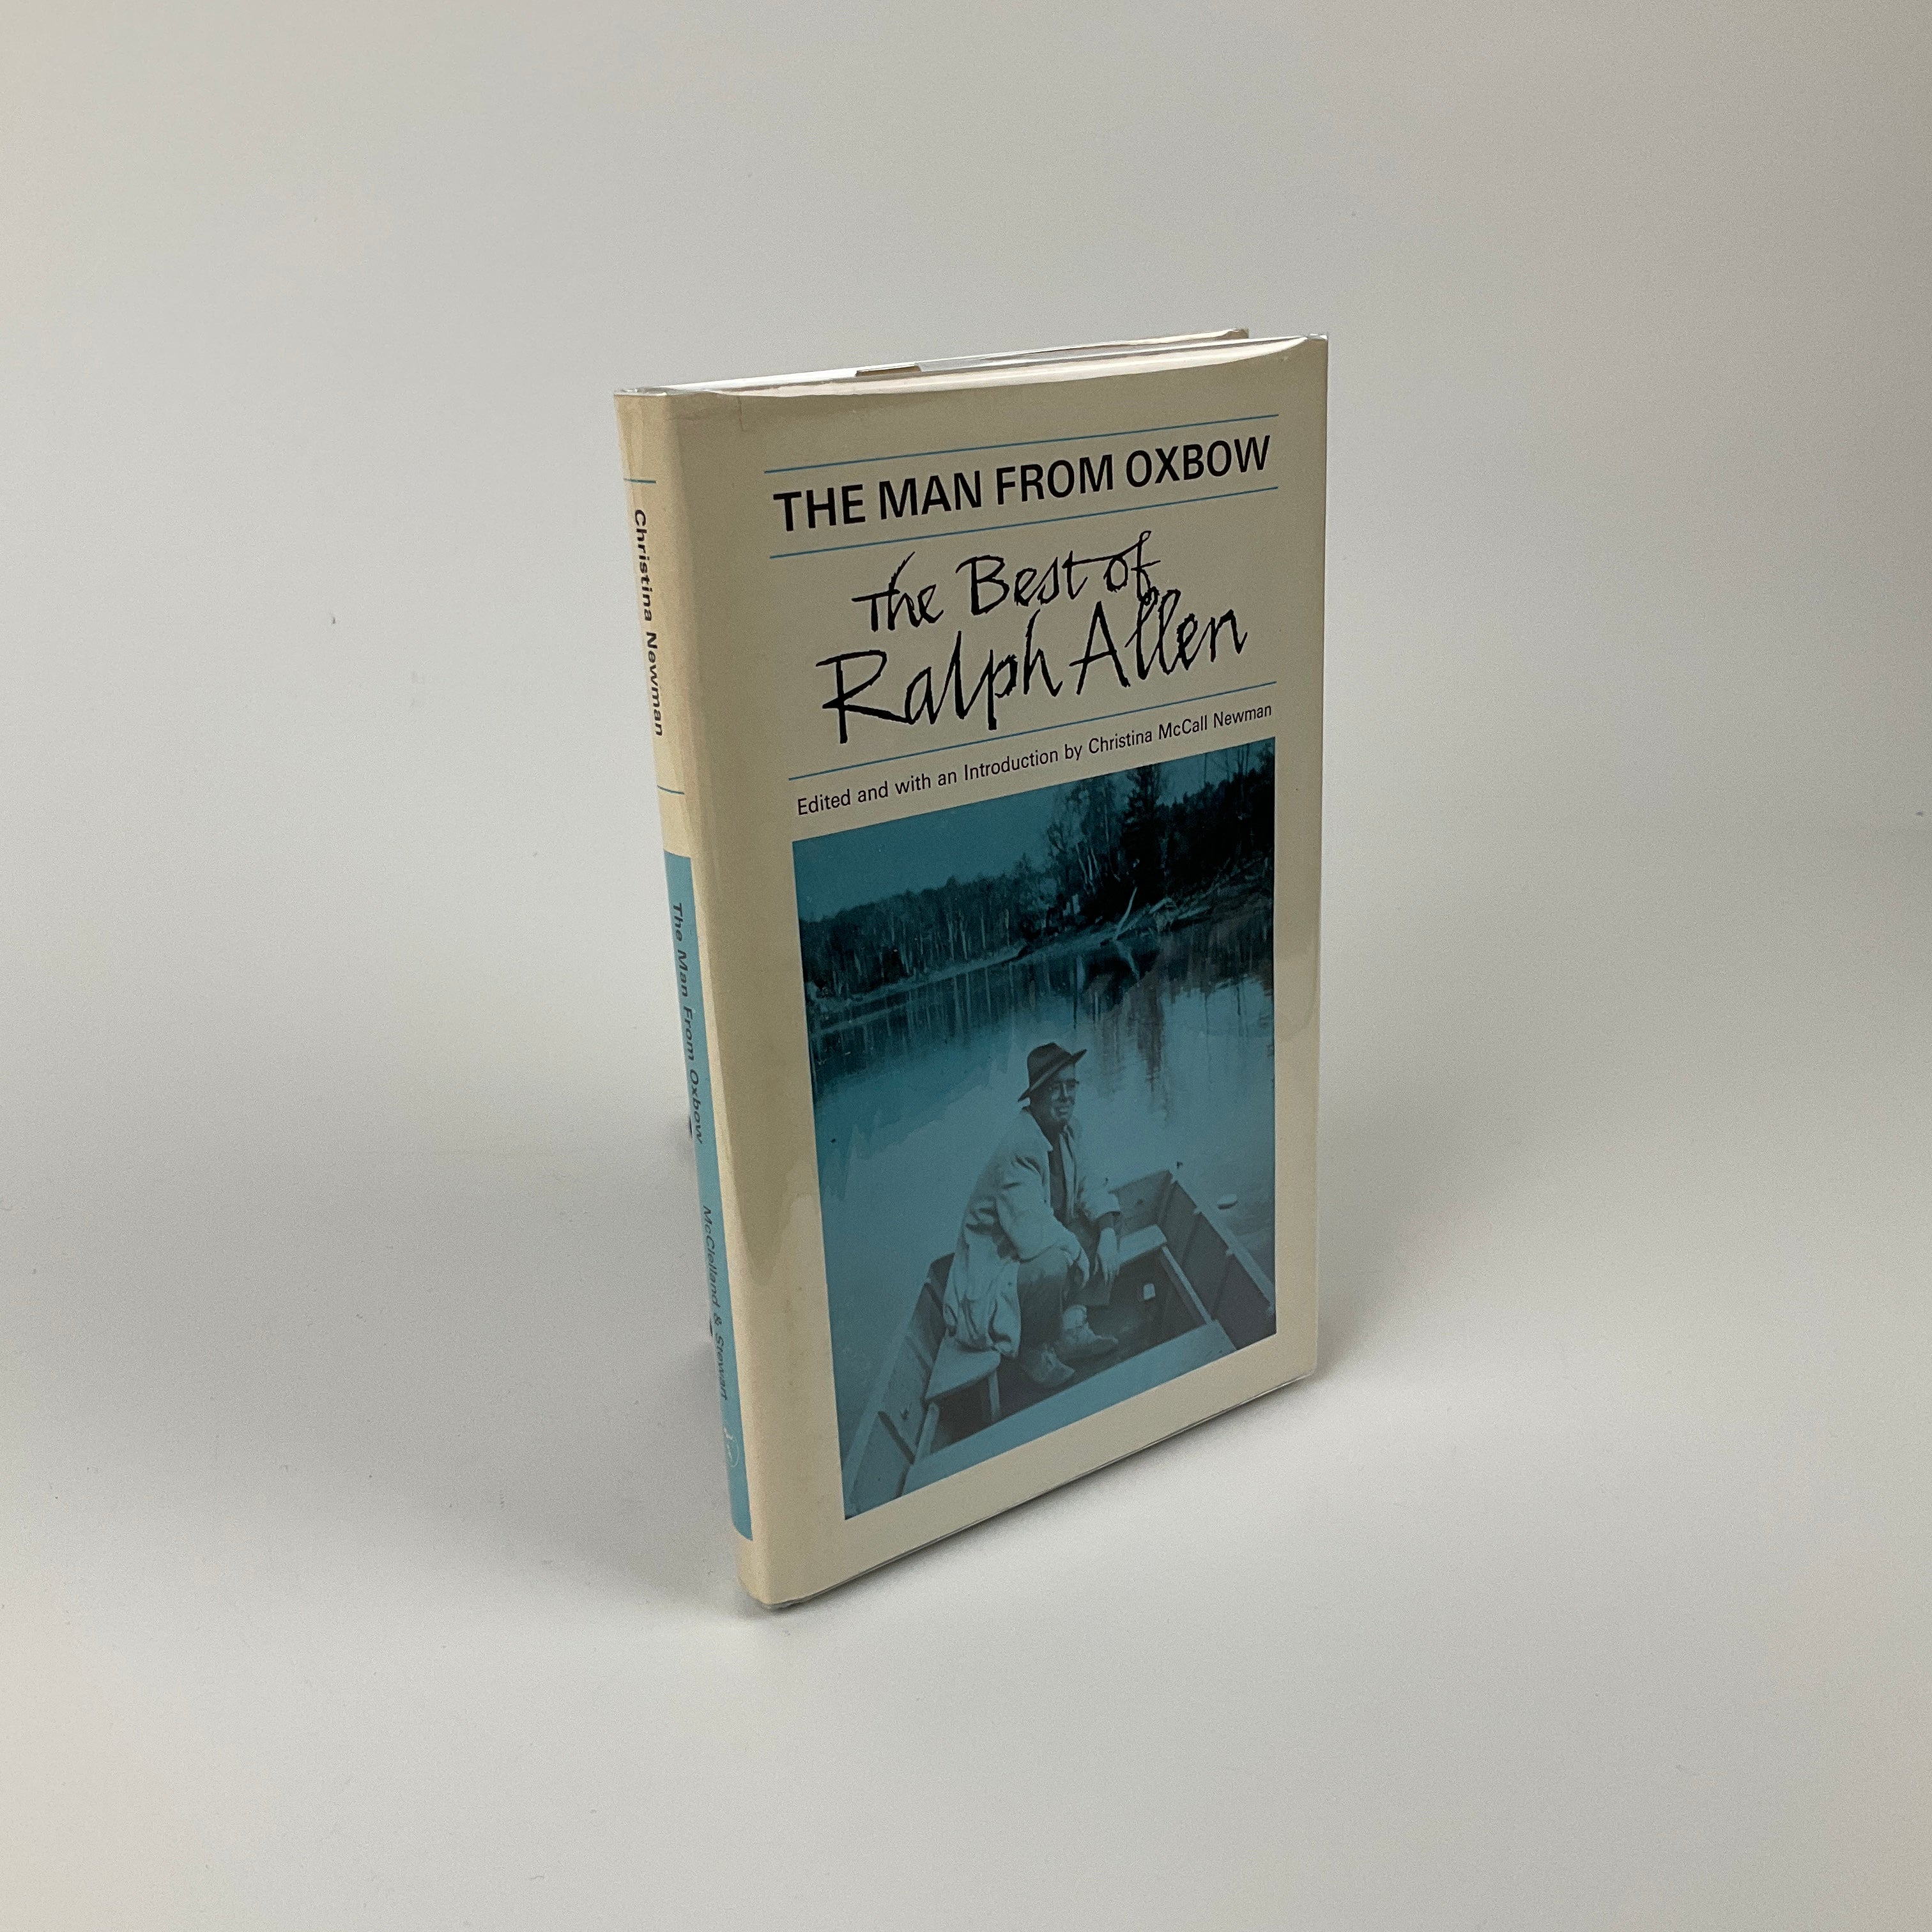 THE MAN FROM OXBOW
The Best of
Ralph Allen
Edited and with an Introduction by Christina McCall Newman
Christina Newman
The Man From Oxbow
McClelland & Stewart